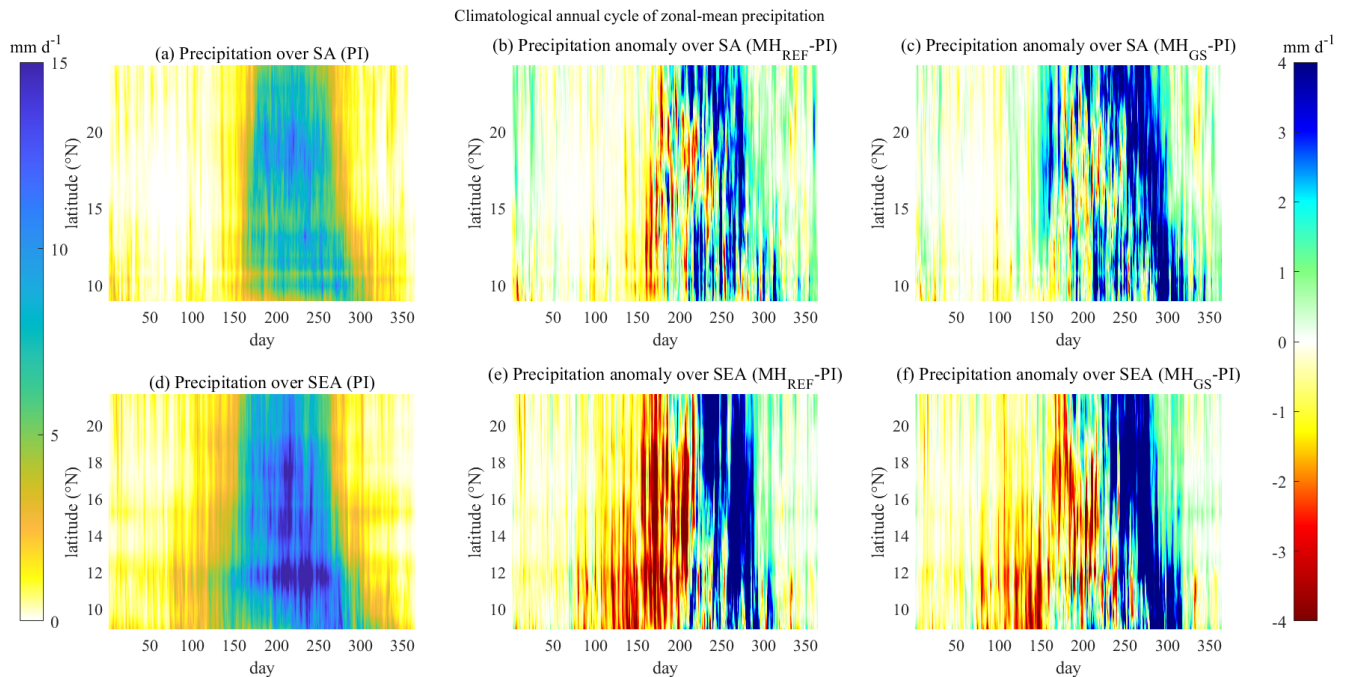 Climatological annual cycle of zonal-mean precipitation
mm d-1
(a) Precipitation over SA (PI)
(b) Precipitation anomaly over SA (MHREF-PI)
(c) Precipitation anomaly over SA (MHGS-PI)
mm d-1
15
10
5
0
latitude (°N)
20
15
10
50 100 150 200 250 300 350
day
latitude (°N)
20
15
10
50 100 150 200 250 300 350
day
latitude (°N)
20
15
10
50 100 150 200 250 300 350
day
4
3
2
1
0
-1
-2
-3
-4
(d) Precipitation over SEA (PI)
(e) Precipitation anomaly over SEA (MHREF-PI)
(f) Precipitation anomaly over SEA (MHGS-PI)
latitude (°N)
20
18
16
14
12
10
50 100 150 200 250 300 350
day
latitude (°N)
20
18
16
14
12
10
50 100 150 200 250 300 350
day
latitude (°N)
20
18
16
14
12
10
50 100 150 200 250 300 350
day